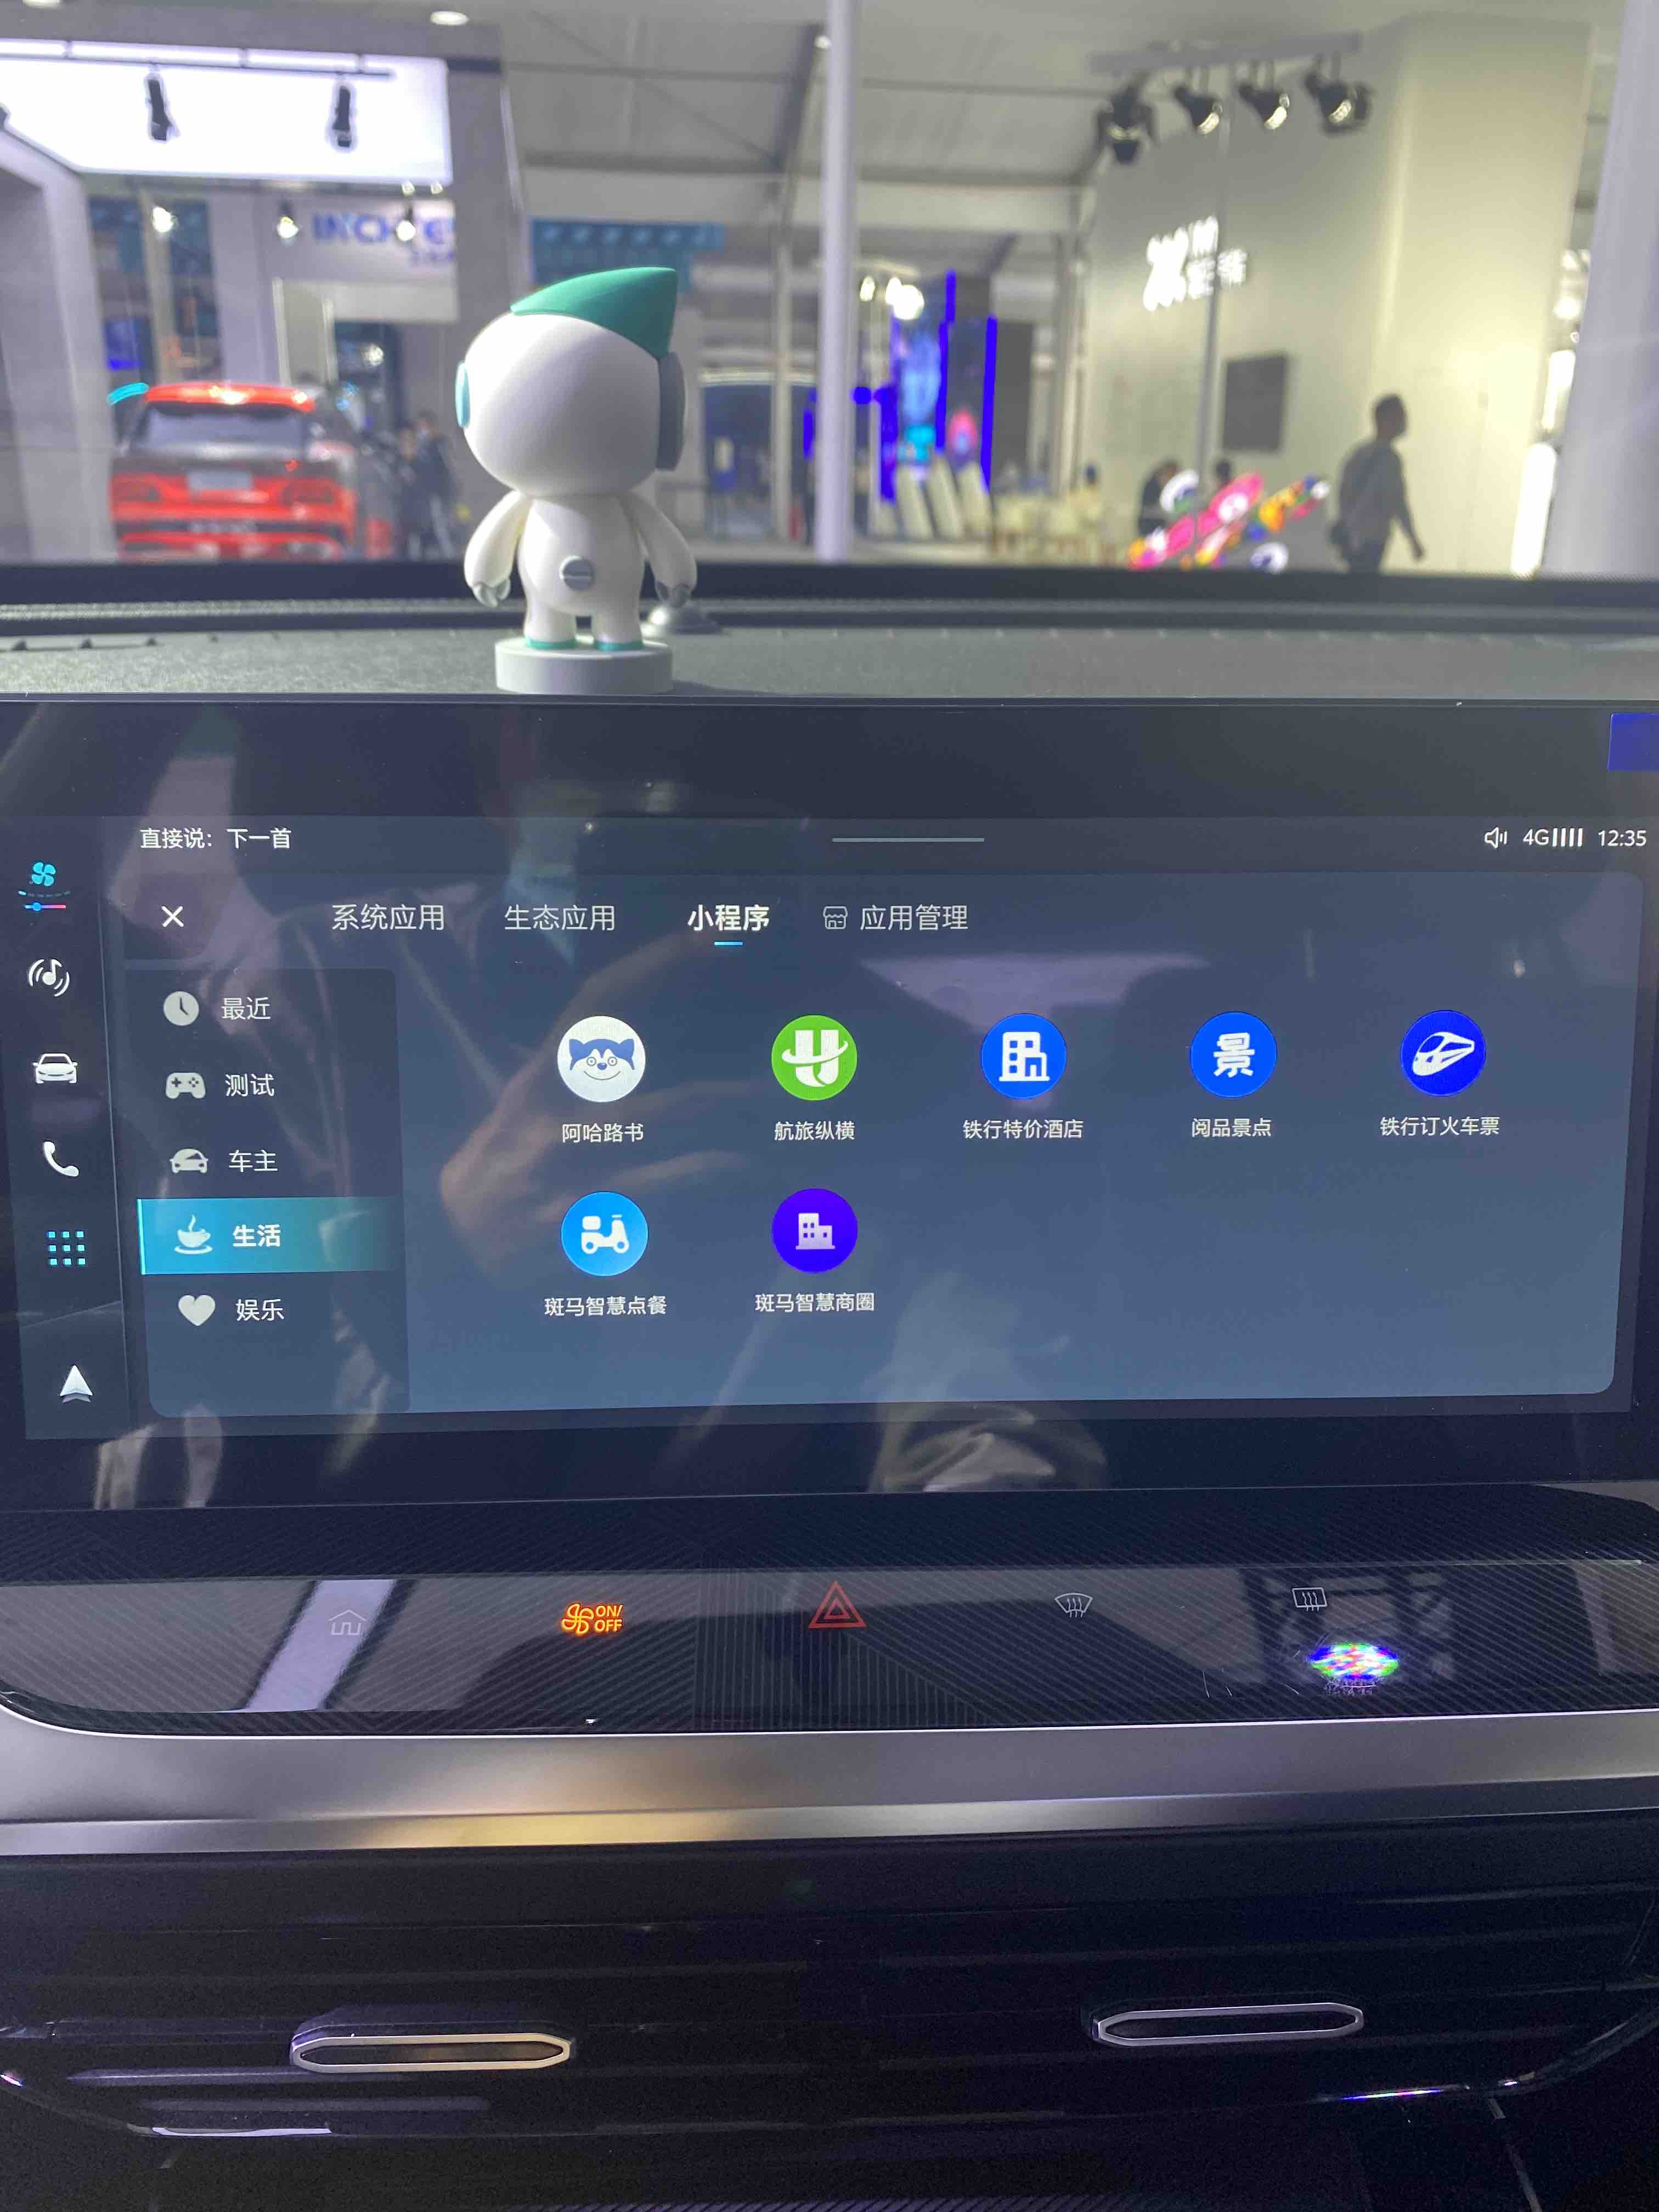 直接说：下一首
4G 12:35
系统应用 生态应用 小程序 应用管理
最近
测试
车主
生活
娱乐
阿哈路书 航旅纵横 铁行特价酒店 阅品景点 铁行订火车票
景
斑马智慧点餐 斑马智慧商圈
ON/
OFF